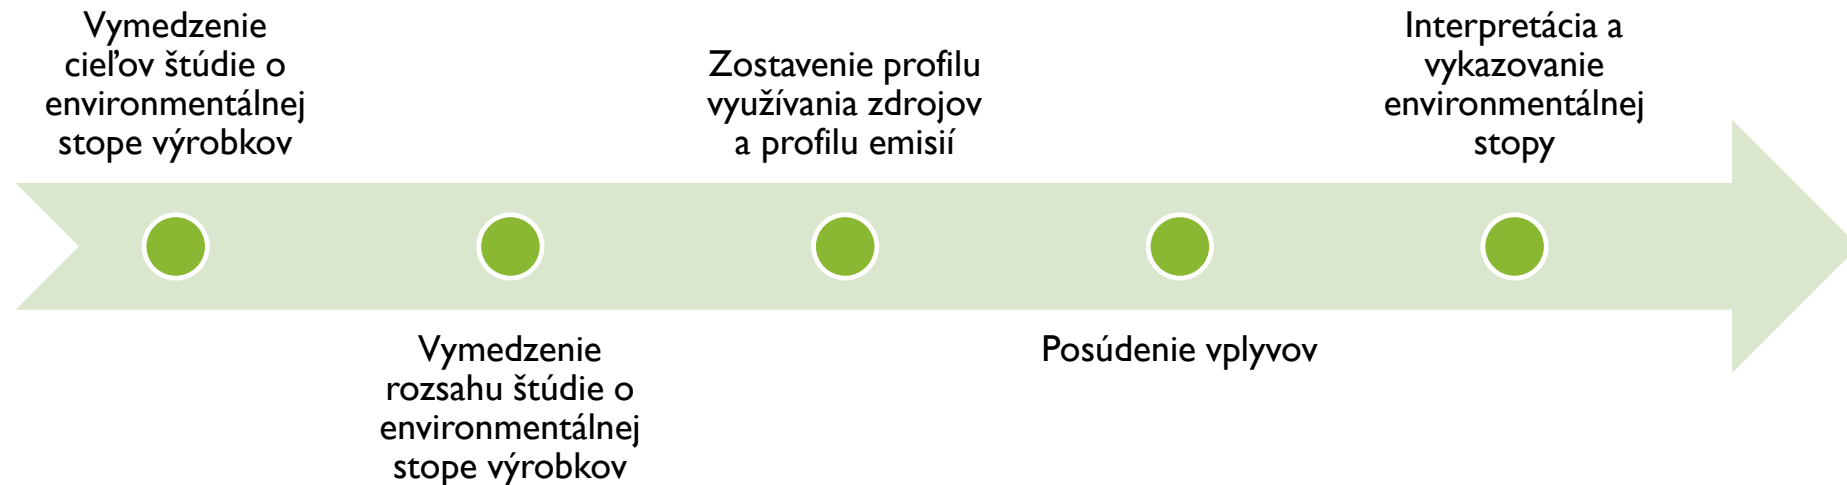 Vymedzenie
cieľov štúdie o
environmentálnej
stope výrobkov
Vymedzenie
rozsahu štúdie o
environmentálnej
stope výrobkov
Zostavenie profilu
využívania zdrojov
a profilu emisií
Posúdenie vplyvov
Interpretácia a
vykazovanie
environmentálnej
stopy